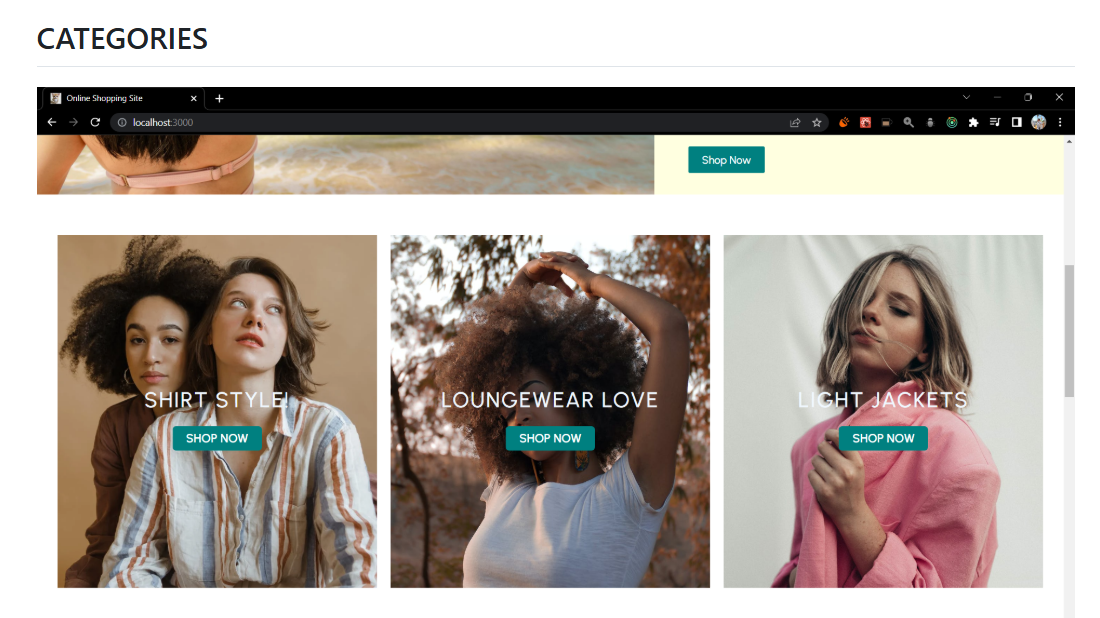 CATEGORIES
Online Shopping Site
localhost:3000
Shop Now
SHIRT STYLE!
LOUNGEWEAR LOVE
LIGHT JACKETS
SHOP NOW
SHOP NOW
SHOP NOW